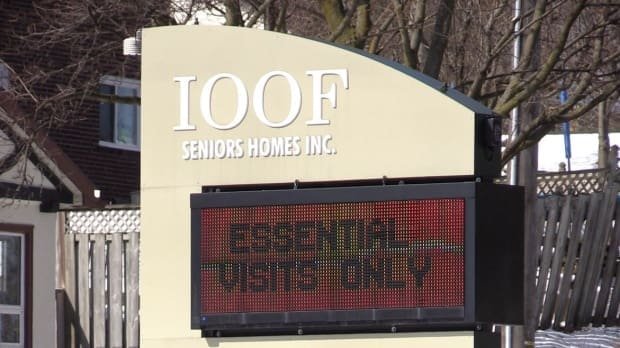 IOOF
SENIORS HOMES INC.
ESSENTIAL
VISITS ONLY